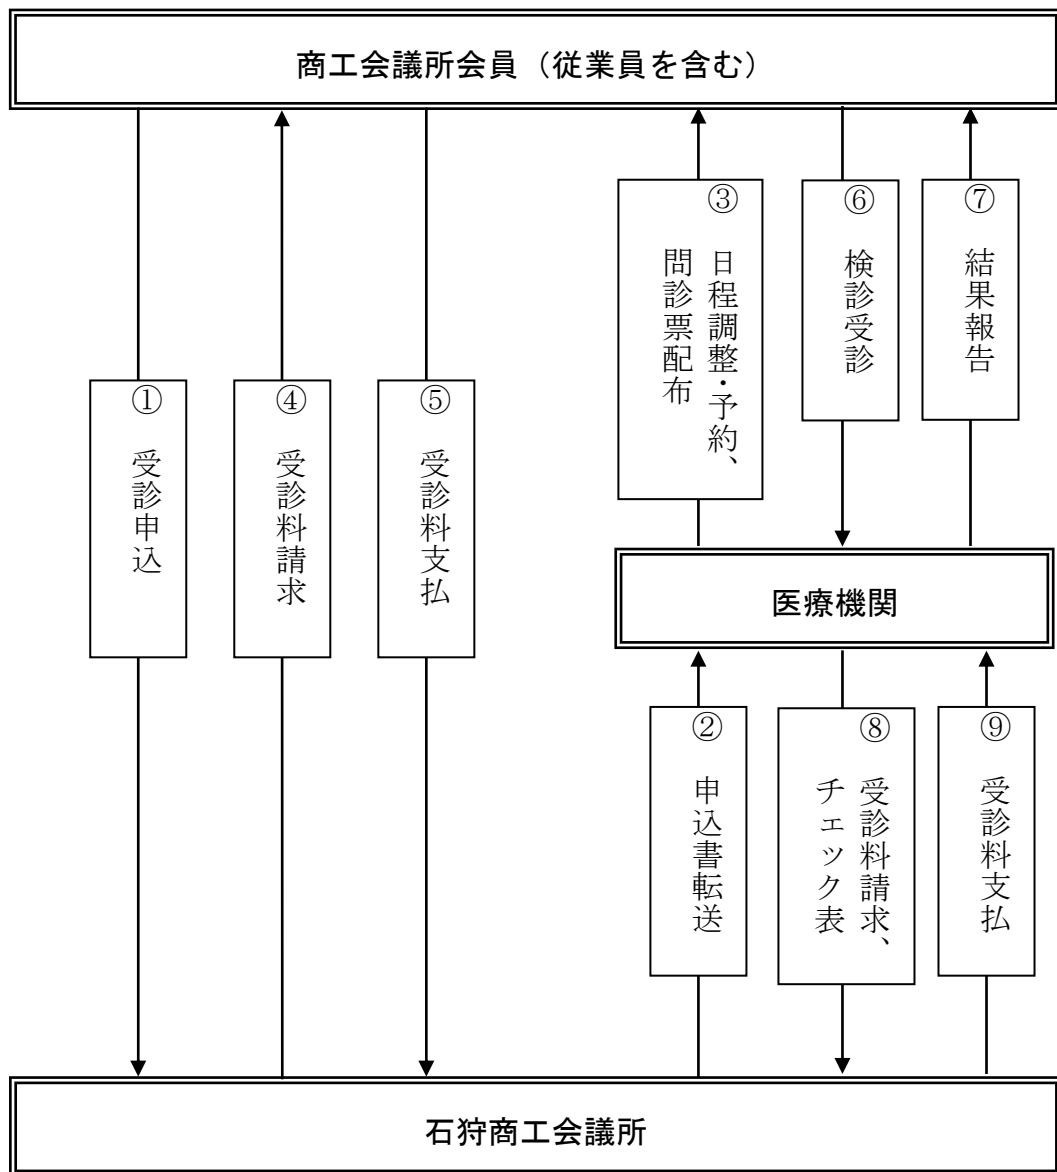 商工会議所会員（従業員を含む）
① 受診申込
④ 受診料請求
⑤ 受診料支払
③ 日程調整・予約、
問診票配布
⑥ 検診受診
⑦ 結果報告
医療機関
② 申込書転送
⑧ 受診料請求、
チェック表
⑨ 受診料支払
石狩商工会議所